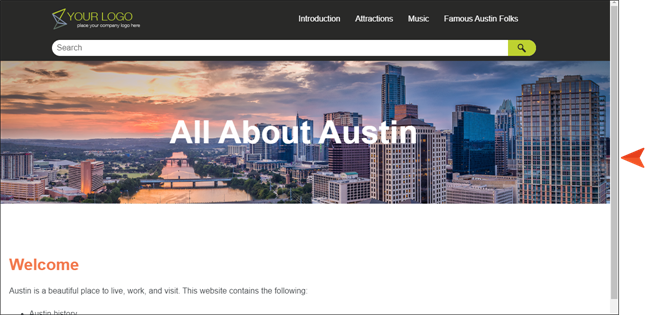 YOUR LOGO
place your company logo here
Introduction Attractions Music Famous Austin Folks
Search
All About Austin
Welcome
Austin is a beautiful place to live, work, and visit. This website contains the following:
Austin history